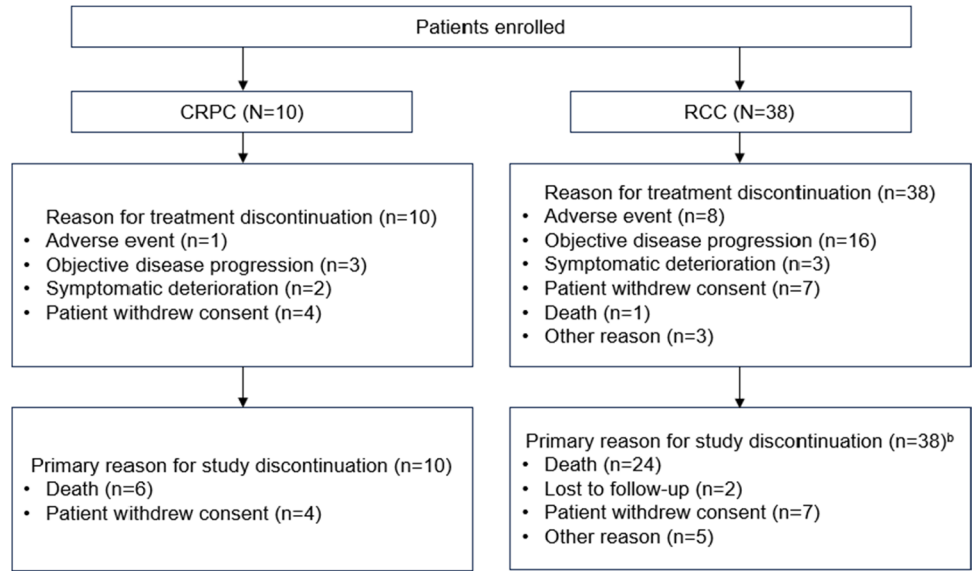 Patients enrolled
CRPC (N=10)
RCC (N=38)
Reason for treatment discontinuation (n=10)
• Adverse event (n=1)
• Objective disease progression (n=3)
• Symptomatic deterioration (n=2)
• Patient withdrew consent (n=4)
Reason for treatment discontinuation (n=38)
• Adverse event (n=8)
• Objective disease progression (n=16)
• Symptomatic deterioration (n=3)
• Patient withdrew consent (n=7)
• Death (n=1)
• Other reason (n=3)
Primary reason for study discontinuation (n=10)
• Death (n=6)
• Patient withdrew consent (n=4)
Primary reason for study discontinuation (n=38)ᵇ
• Death (n=24)
• Lost to follow-up (n=2)
• Patient withdrew consent (n=7)
• Other reason (n=5)